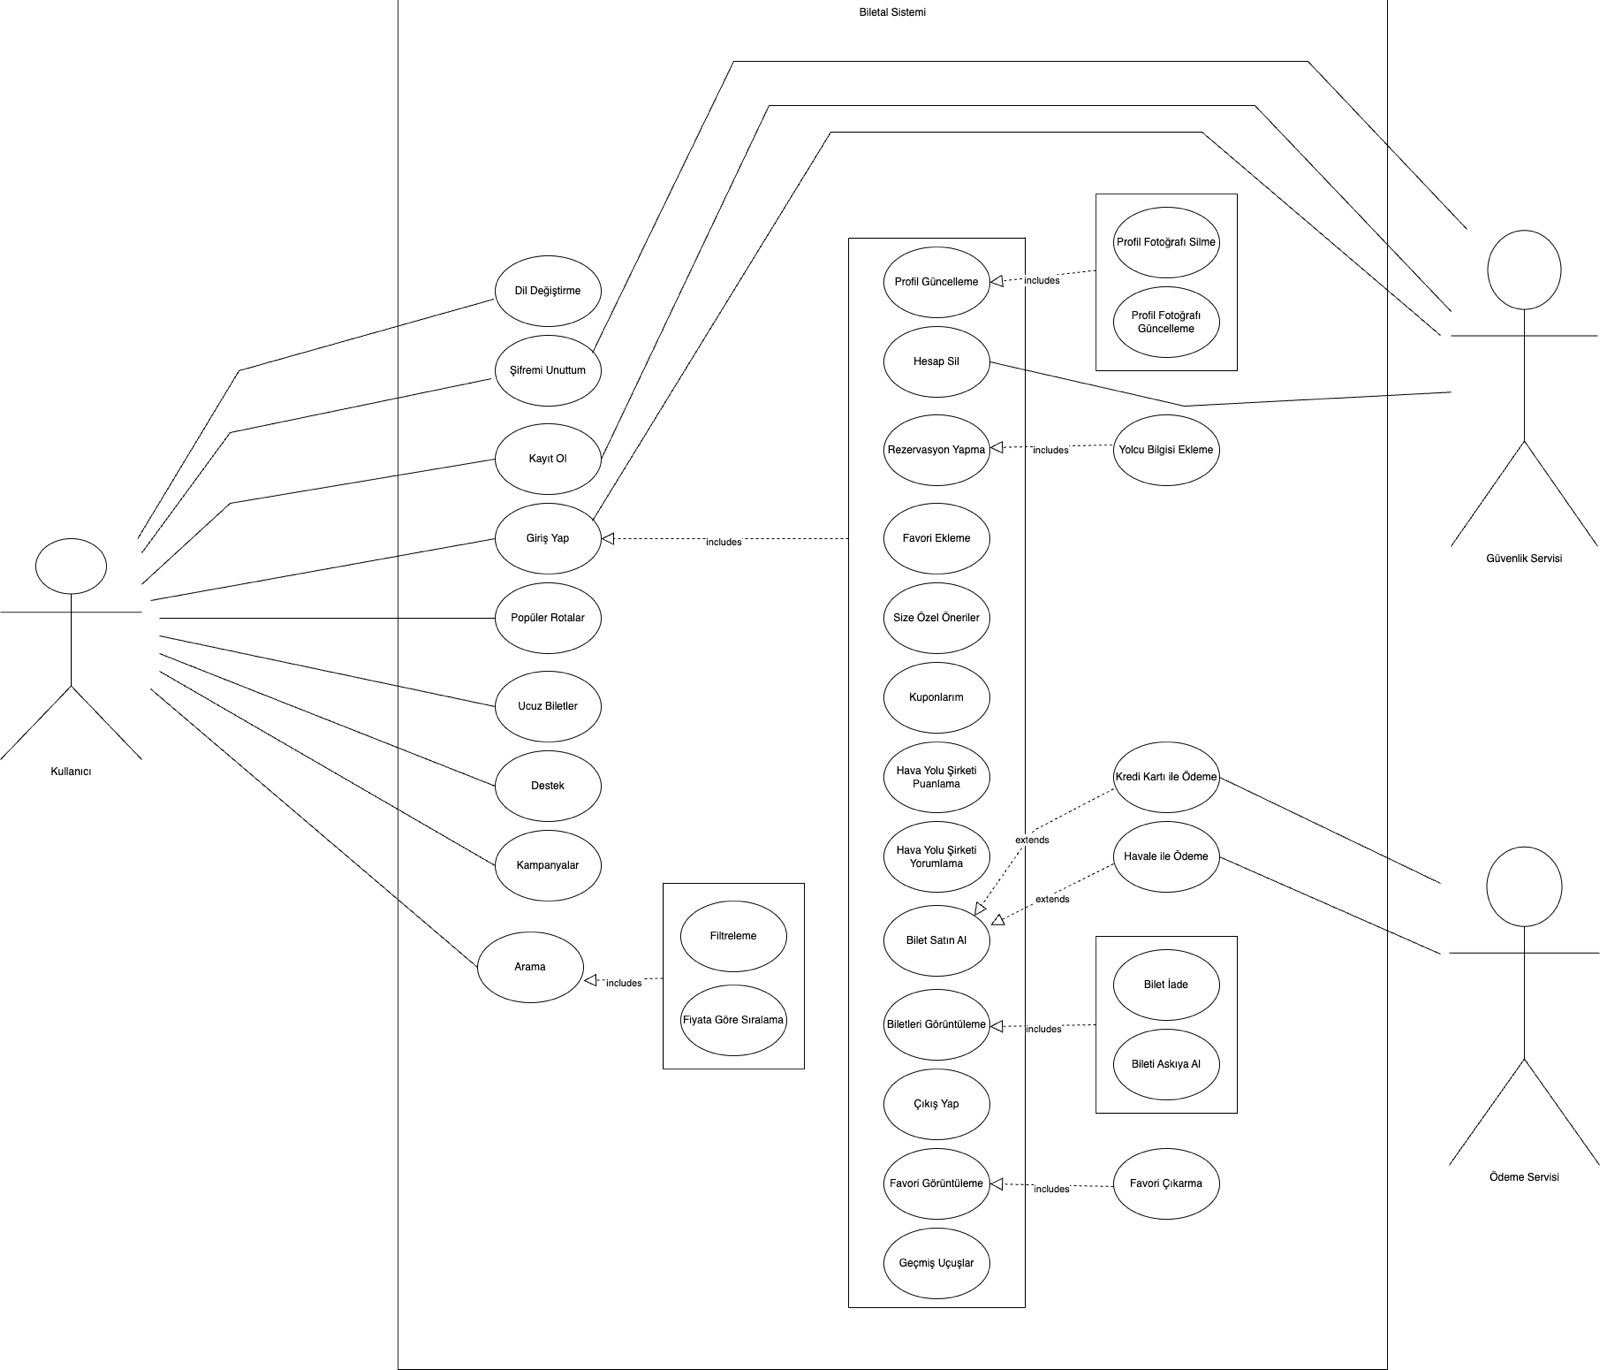 Biletal Sistemi
Dil Değiştirme
Şifremi Unuttum
Kayıt Ol
Giriş Yap
Popüler Rotalar
Ucuz Biletler
Destek
Kampanyalar
Arama
Kullanıcı
includes
Filtreleme
Fiyata Göre Sıralama
includes
Profil Güncelleme
Hesap Sil
Rezervasyon Yapma
Favori Ekleme
Size Özel Öneriler
Kuponlarım
Hava Yolu Şirketi
Puanlama
Hava Yolu Şirketi
Yorumlama
Bilet Satın Al
Biletleri Görüntüleme
Çıkış Yap
Favori Görüntüleme
Geçmiş Uçuşlar
includes
Profil Fotoğrafı Silme
Profil Fotoğrafı
Güncelleme
includes
Yolcu Bilgisi Ekleme
extends
Kredi Kartı ile Ödeme
extends
Havale ile Ödeme
includes
Bilet İade
Bileti Askıya Al
includes
Favori Çıkarma
Güvenlik Servisi
Ödeme Servisi